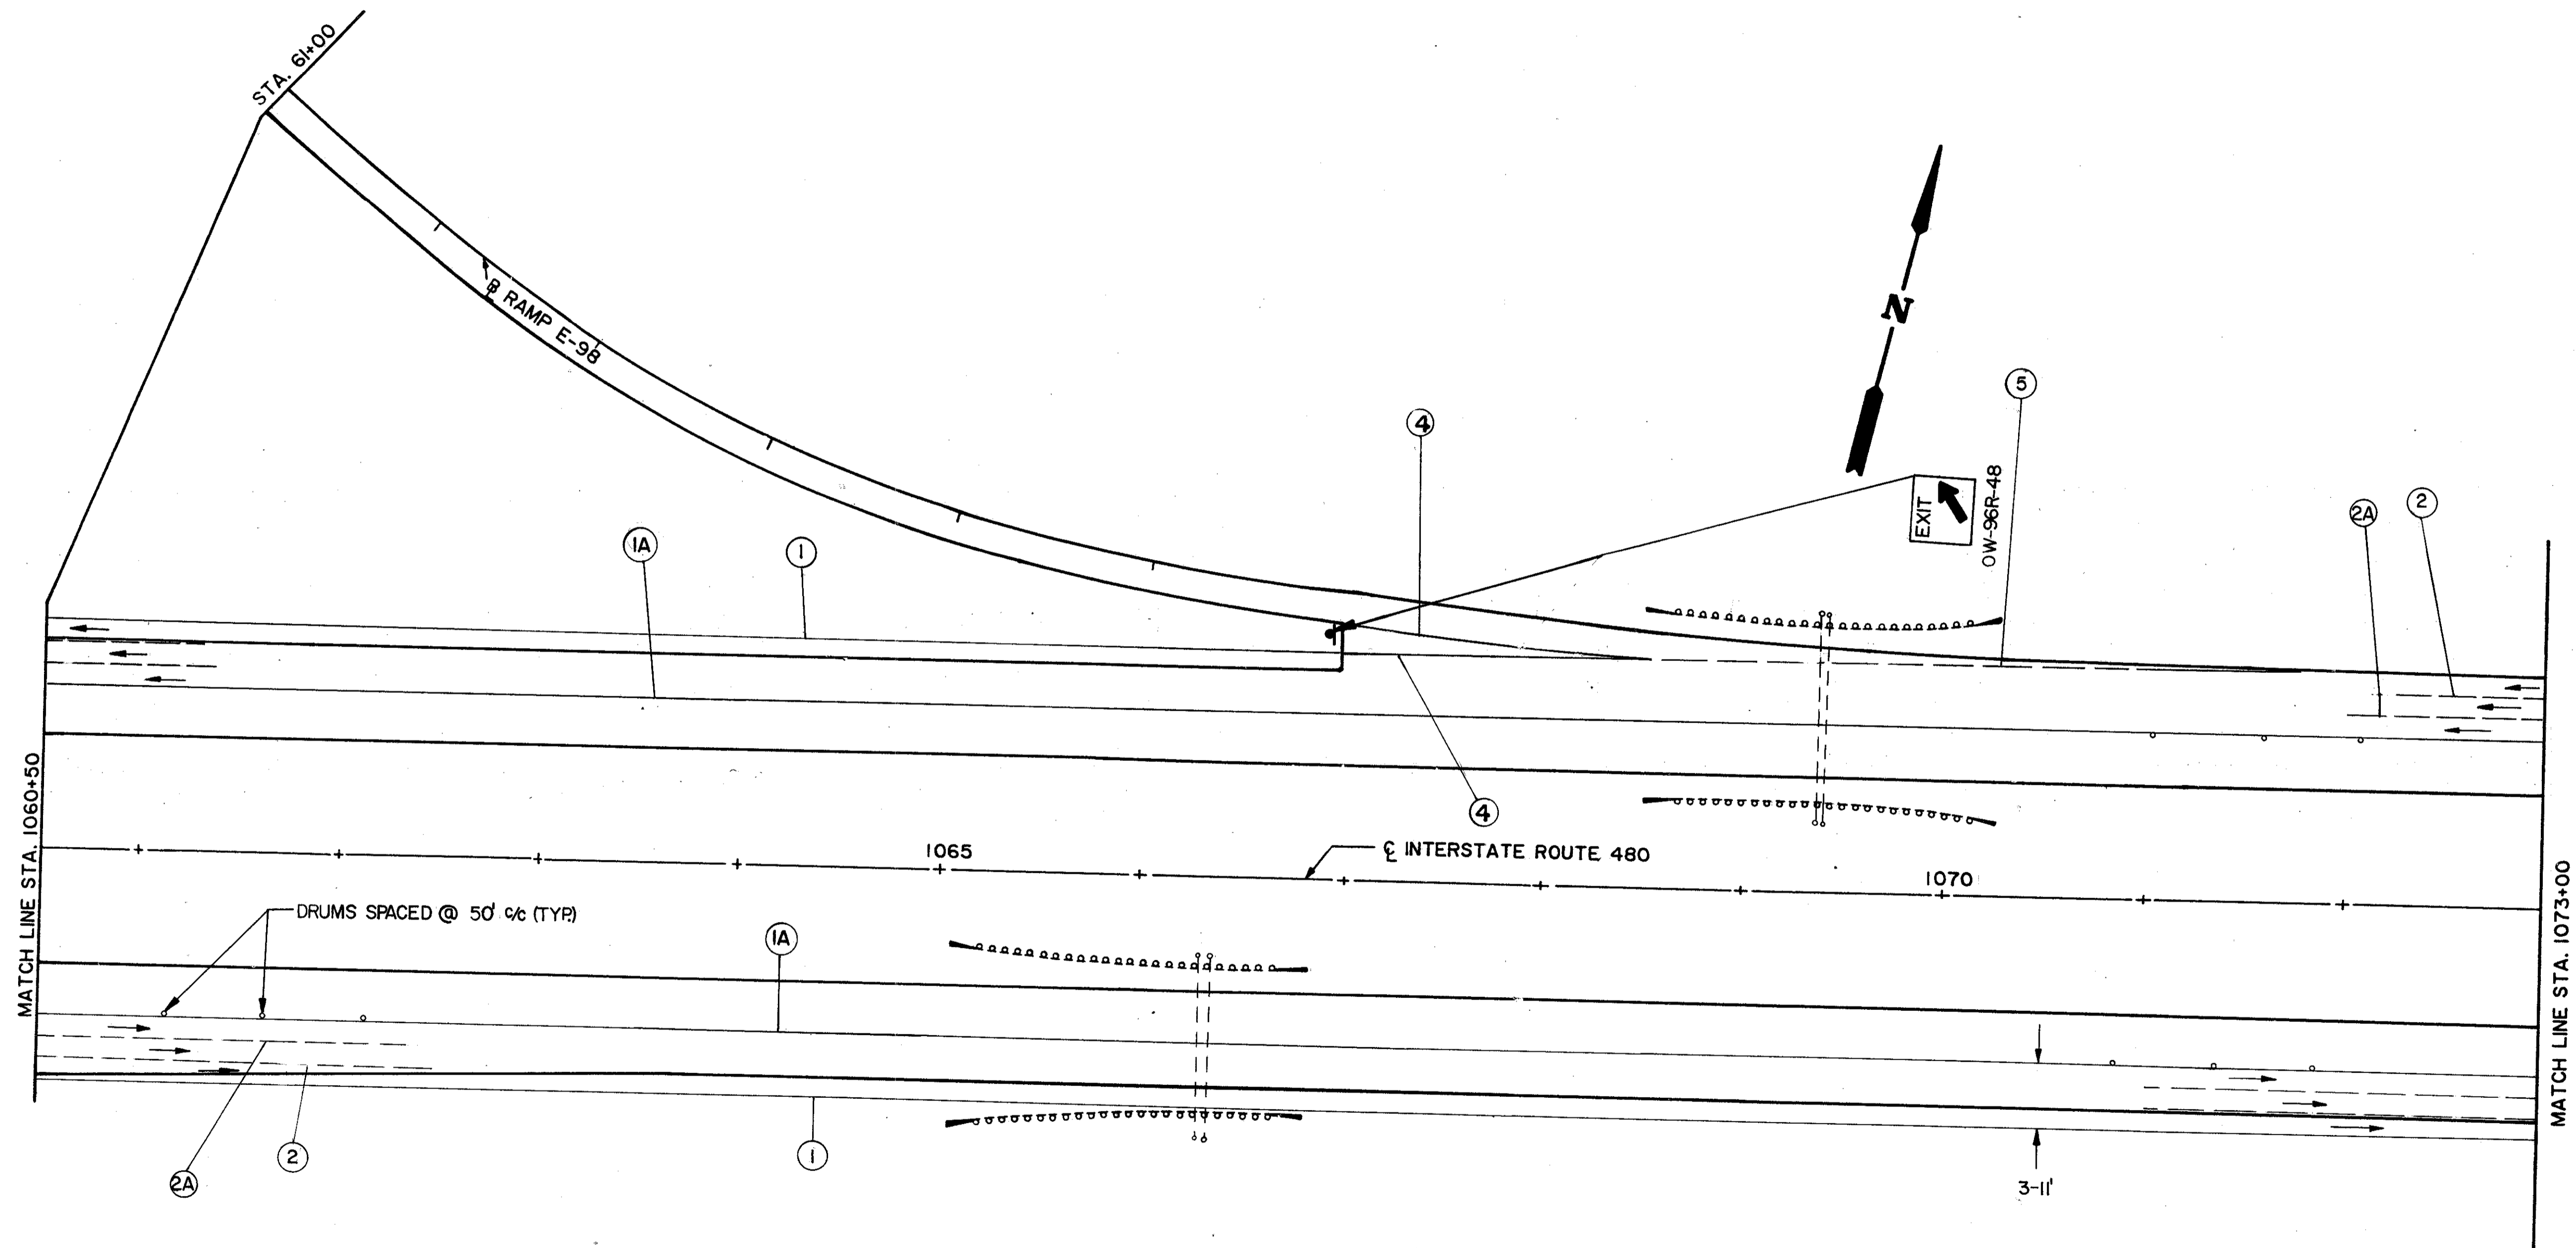 STA. 61+00
℄ RAMP E-98
N
5
4
EXIT
OW-96R-48
2A
2
1A
1
4
MATCH LINE STA. 1060+50
1065
℄ INTERSTATE ROUTE 480
1070
MATCH LINE STA. 1073+00
DRUMS SPACED @ 50' c/c (TYP.)
1A
2A
2
1
3-11'